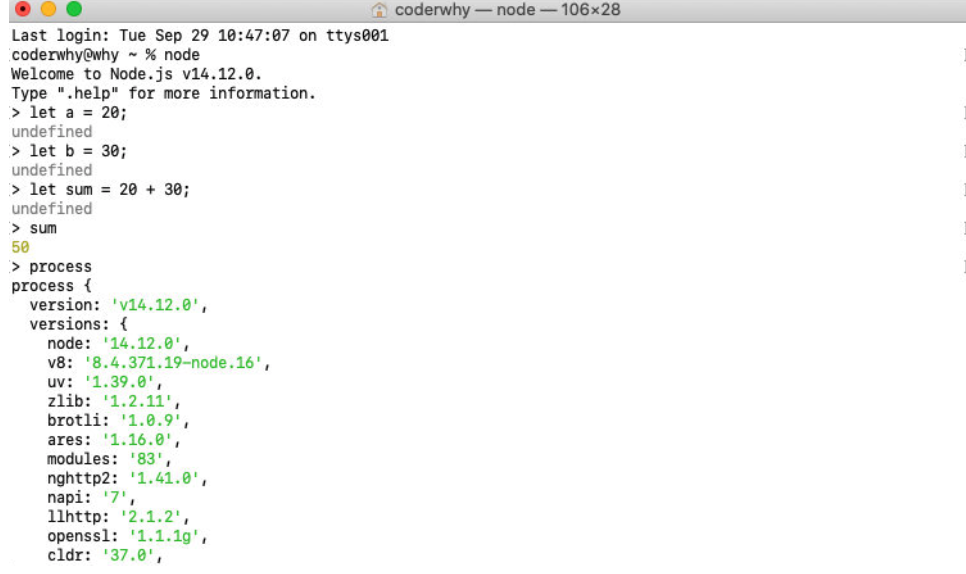 coderwhy — node — 106×28
Last login: Tue Sep 29 10:47:07 on ttys001
coderwhy@why ~ % node
Welcome to Node.js v14.12.0.
Type ".help" for more information.
> let a = 20;
undefined
> let b = 30;
undefined
> let sum = 20 + 30;
undefined
> sum
50
> process
process {
  version: 'v14.12.0',
  versions: {
    node: '14.12.0',
    v8: '8.4.371.19-node.16',
    uv: '1.39.0',
    zlib: '1.2.11',
    brotli: '1.0.9',
    ares: '1.16.0',
    modules: '83',
    nghttp2: '1.41.0',
    napi: '7',
    llhttp: '2.1.2',
    openssl: '1.1.1g',
    cldr: '37.0',